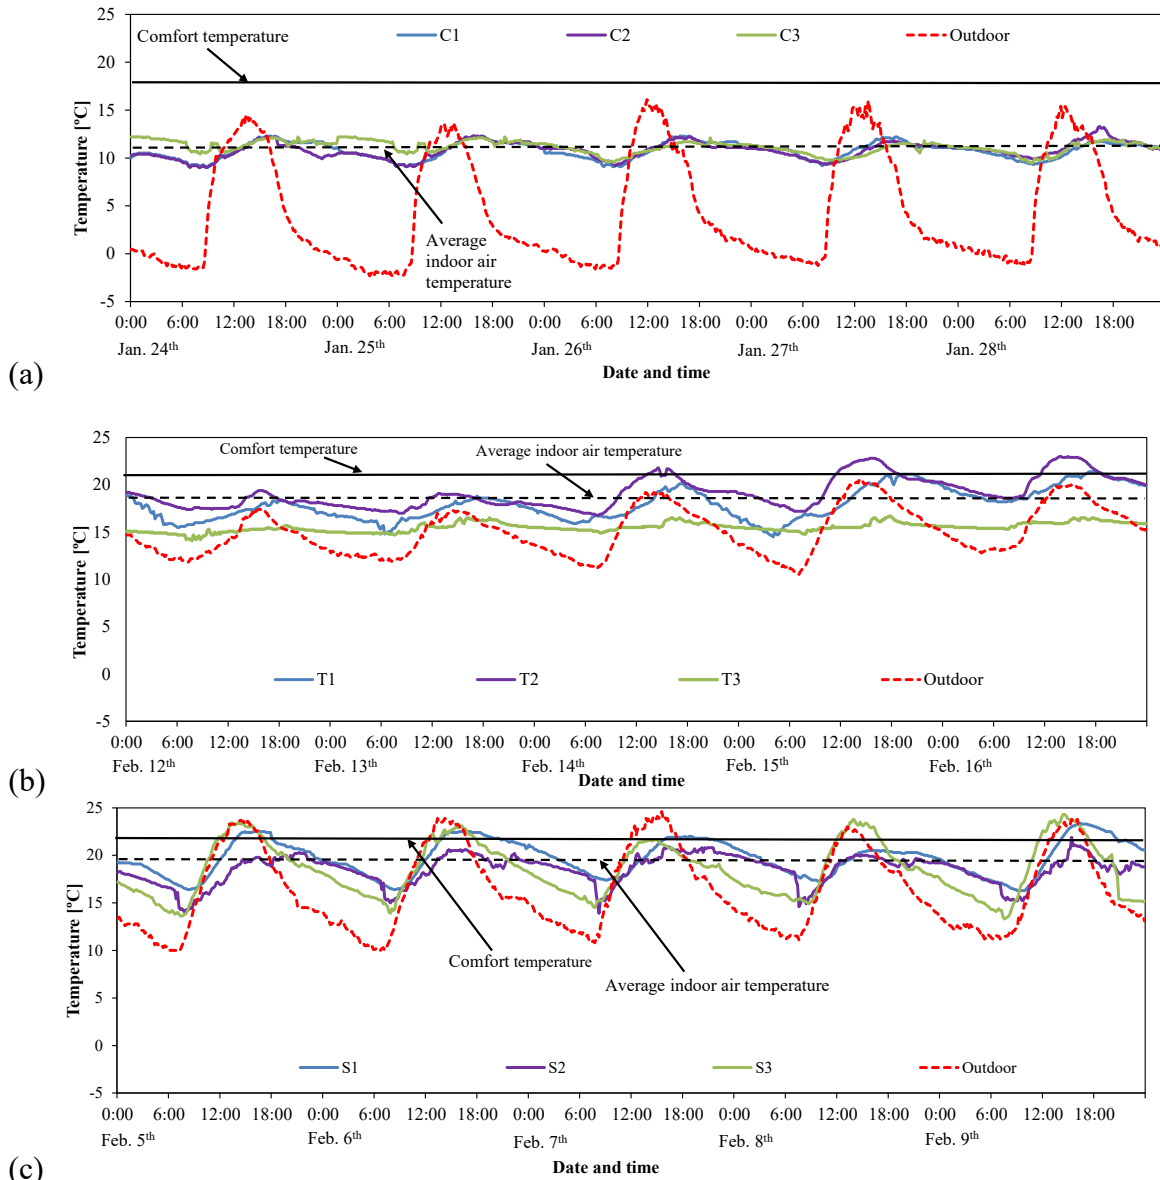 25
C1 C2 C3 Outdoor
Comfort temperature
20
15
10
5
0
-5
Temperature [ºC]
Average
indoor air
temperature
0:00 6:00 12:00 18:00 0:00 6:00 12:00 18:00 0:00 6:00 12:00 18:00 0:00 6:00 12:00 18:00 0:00 6:00 12:00 18:00
Jan. 24th Jan. 25th Jan. 26th Jan. 27th Jan. 28th
(a)
Date and time
25
Comfort temperature Average indoor air temperature
20
15
10
5
0
-5
Temperature [ºC]
T1 T2 T3 Outdoor
0:00 6:00 12:00 18:00 0:00 6:00 12:00 18:00 0:00 6:00 12:00 18:00 0:00 6:00 12:00 18:00 0:00 6:00 12:00 18:00
Feb. 12th Feb. 13th Feb. 14th Feb. 15th Feb. 16th
(b)
Date and time
25
20
15
10
5
0
-5
Temperature [ºC]
Comfort temperature
Average indoor air temperature
S1 S2 S3 Outdoor
0:00 6:00 12:00 18:00 0:00 6:00 12:00 18:00 0:00 6:00 12:00 18:00 0:00 6:00 12:00 18:00 0:00 6:00 12:00 18:00
Feb. 5th Feb. 6th Feb. 7th Feb. 8th Feb. 9th
(c)
Date and time